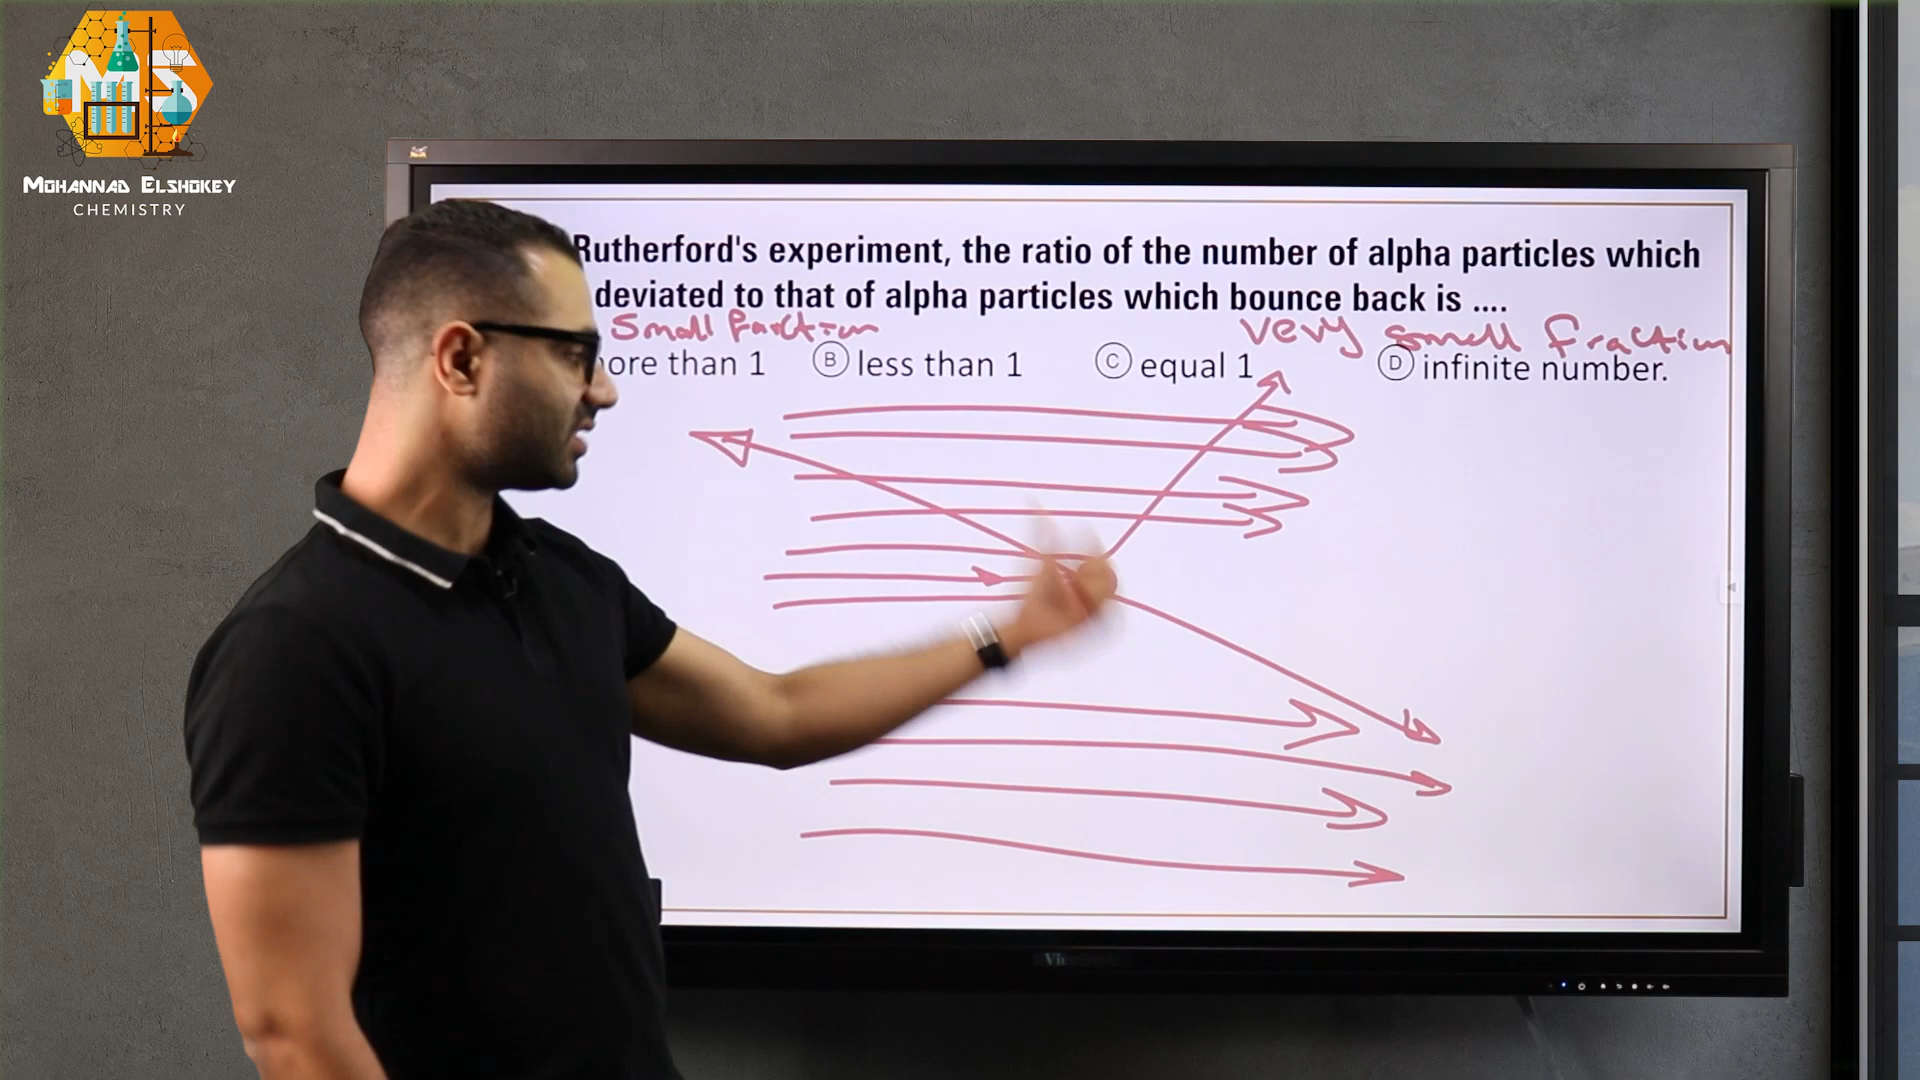 MS
MOHANNAD ELSHOKEY
CHEMISTRY
Rutherford's experiment, the ratio of the number of alpha particles which
deviated to that of alpha particles which bounce back is ....
Small
very small fraction
ore than 1 B less than 1 C equal 1 D infinite number.